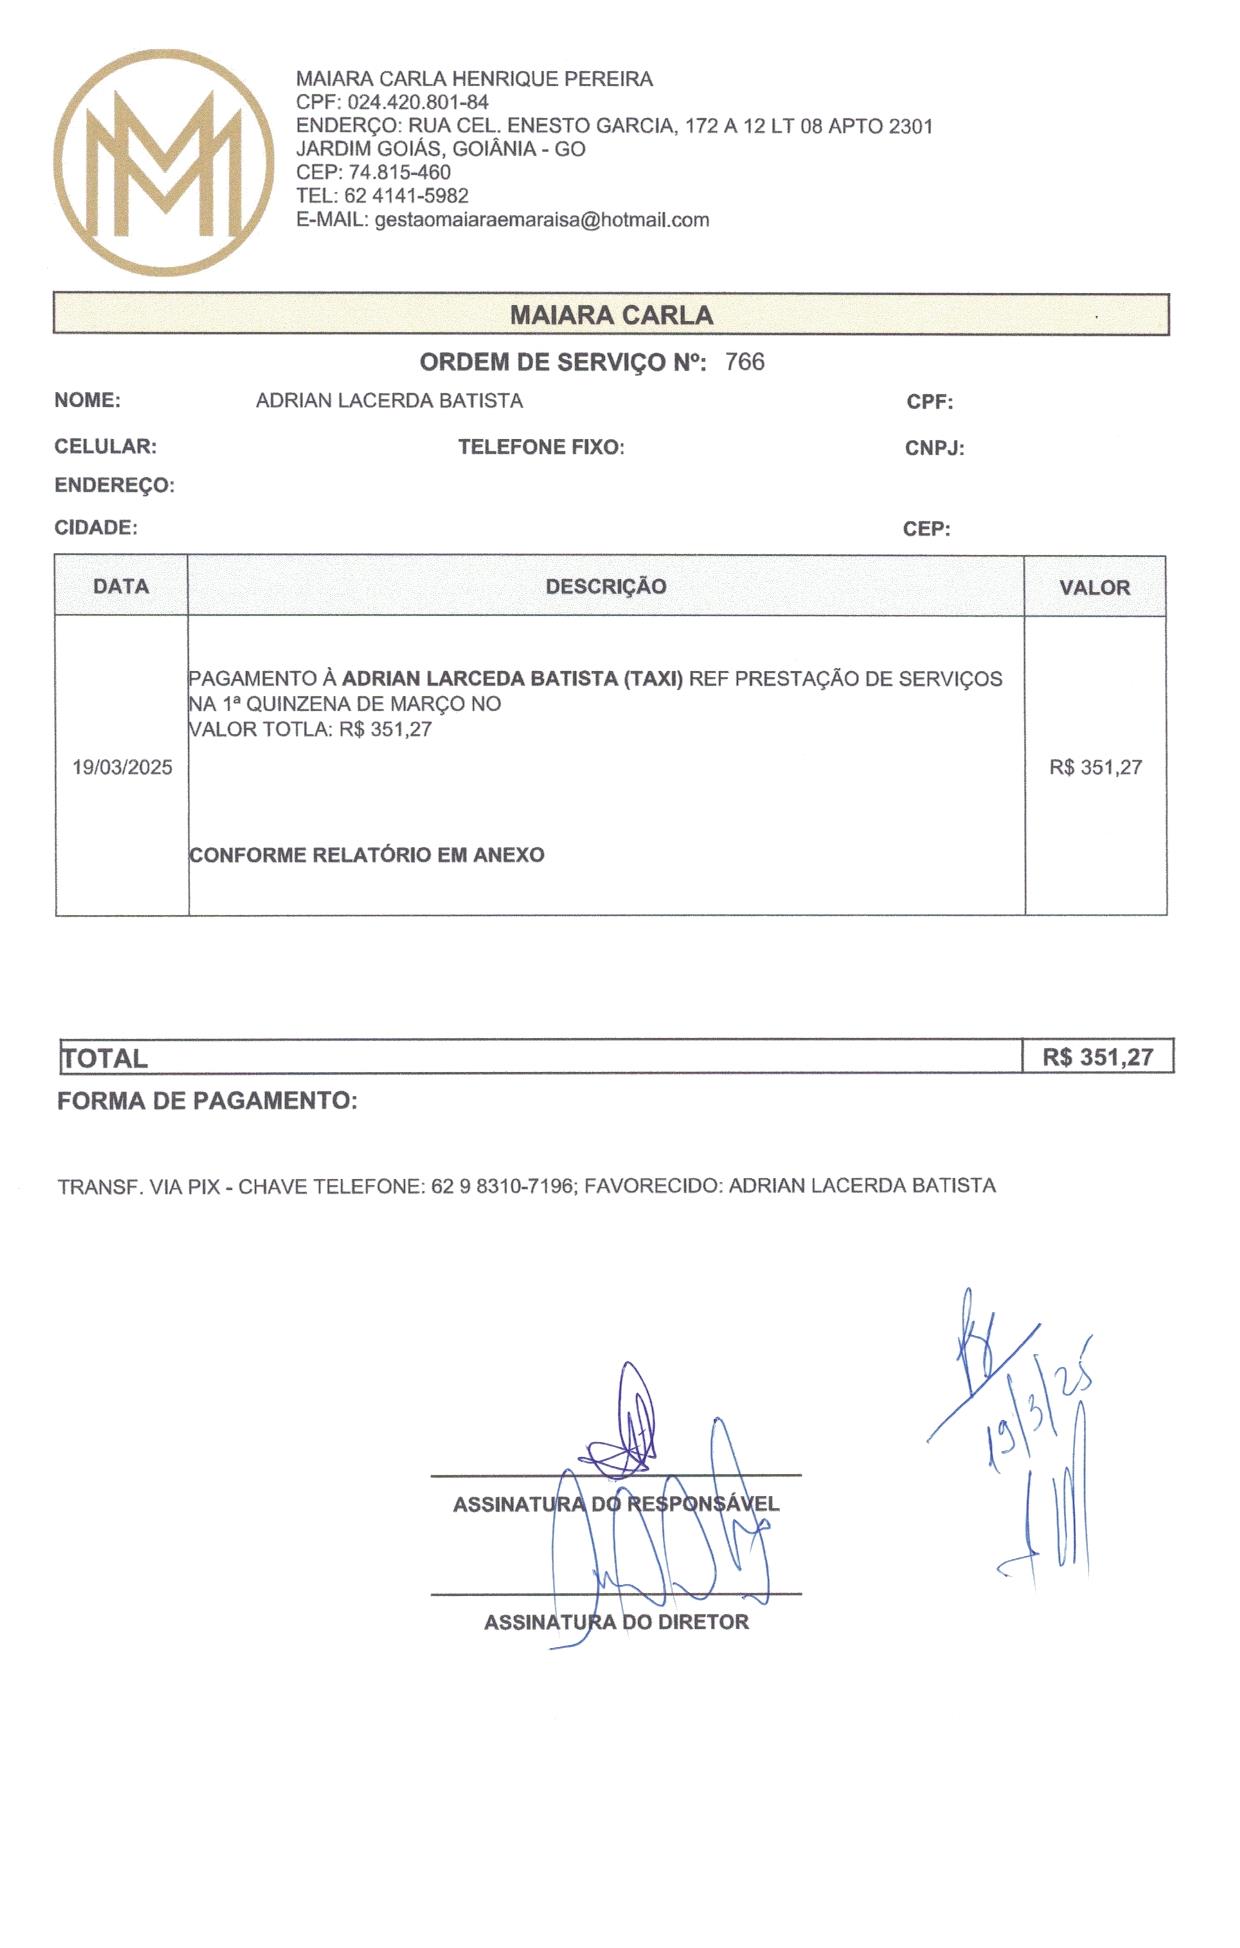 MAIARA CARLA HENRIQUE PEREIRA
CPF: 024.420.801-84
ENDERÇO: RUA CEL. ENESTO GARCIA, 172 A 12 LT 08 APTO 2301
JARDIM GOIÁS, GOIÂNIA - GO
CEP: 74.815-460
TEL: 62 4141-5982
E-MAIL: gestaomaiaraemaraisa@hotmail.com
MAIARA CARLA
ORDEM DE SERVIÇO Nº: 766
NOME: ADRIAN LACERDA BATISTA CPF:
CELULAR: TELEFONE FIXO: CNPJ:
ENDEREÇO:
CIDADE: CEP:
DATA DESCRIÇÃO VALOR
PAGAMENTO À ADRIAN LARCEDA BATISTA (TAXI) REF PRESTAÇÃO DE SERVIÇOS
NA 1ª QUINZENA DE MARÇO NO
VALOR TOTLA: R$ 351,27
19/03/2025 R$ 351,27
CONFORME RELATÓRIO EM ANEXO
TOTAL R$ 351,27
FORMA DE PAGAMENTO:
TRANSF. VIA PIX - CHAVE TELEFONE: 62 9 8310-7196; FAVORECIDO: ADRIAN LACERDA BATISTA
19/3/25
ASSINATURA DO RESPONSÁVEL
ASSINATURA DO DIRETOR